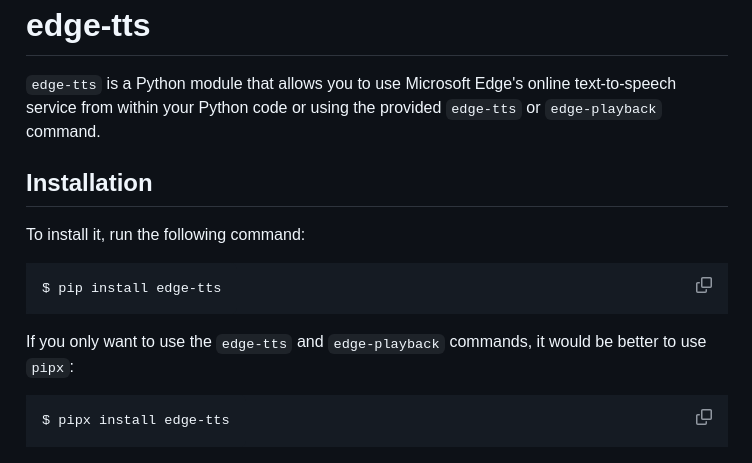 edge-tts
edge-tts is a Python module that allows you to use Microsoft Edge's online text-to-speech
service from within your Python code or using the provided edge-tts or edge-playback
command.
Installation
To install it, run the following command:
$ pip install edge-tts
If you only want to use the edge-tts and edge-playback commands, it would be better to use
pipx:
$ pipx install edge-tts